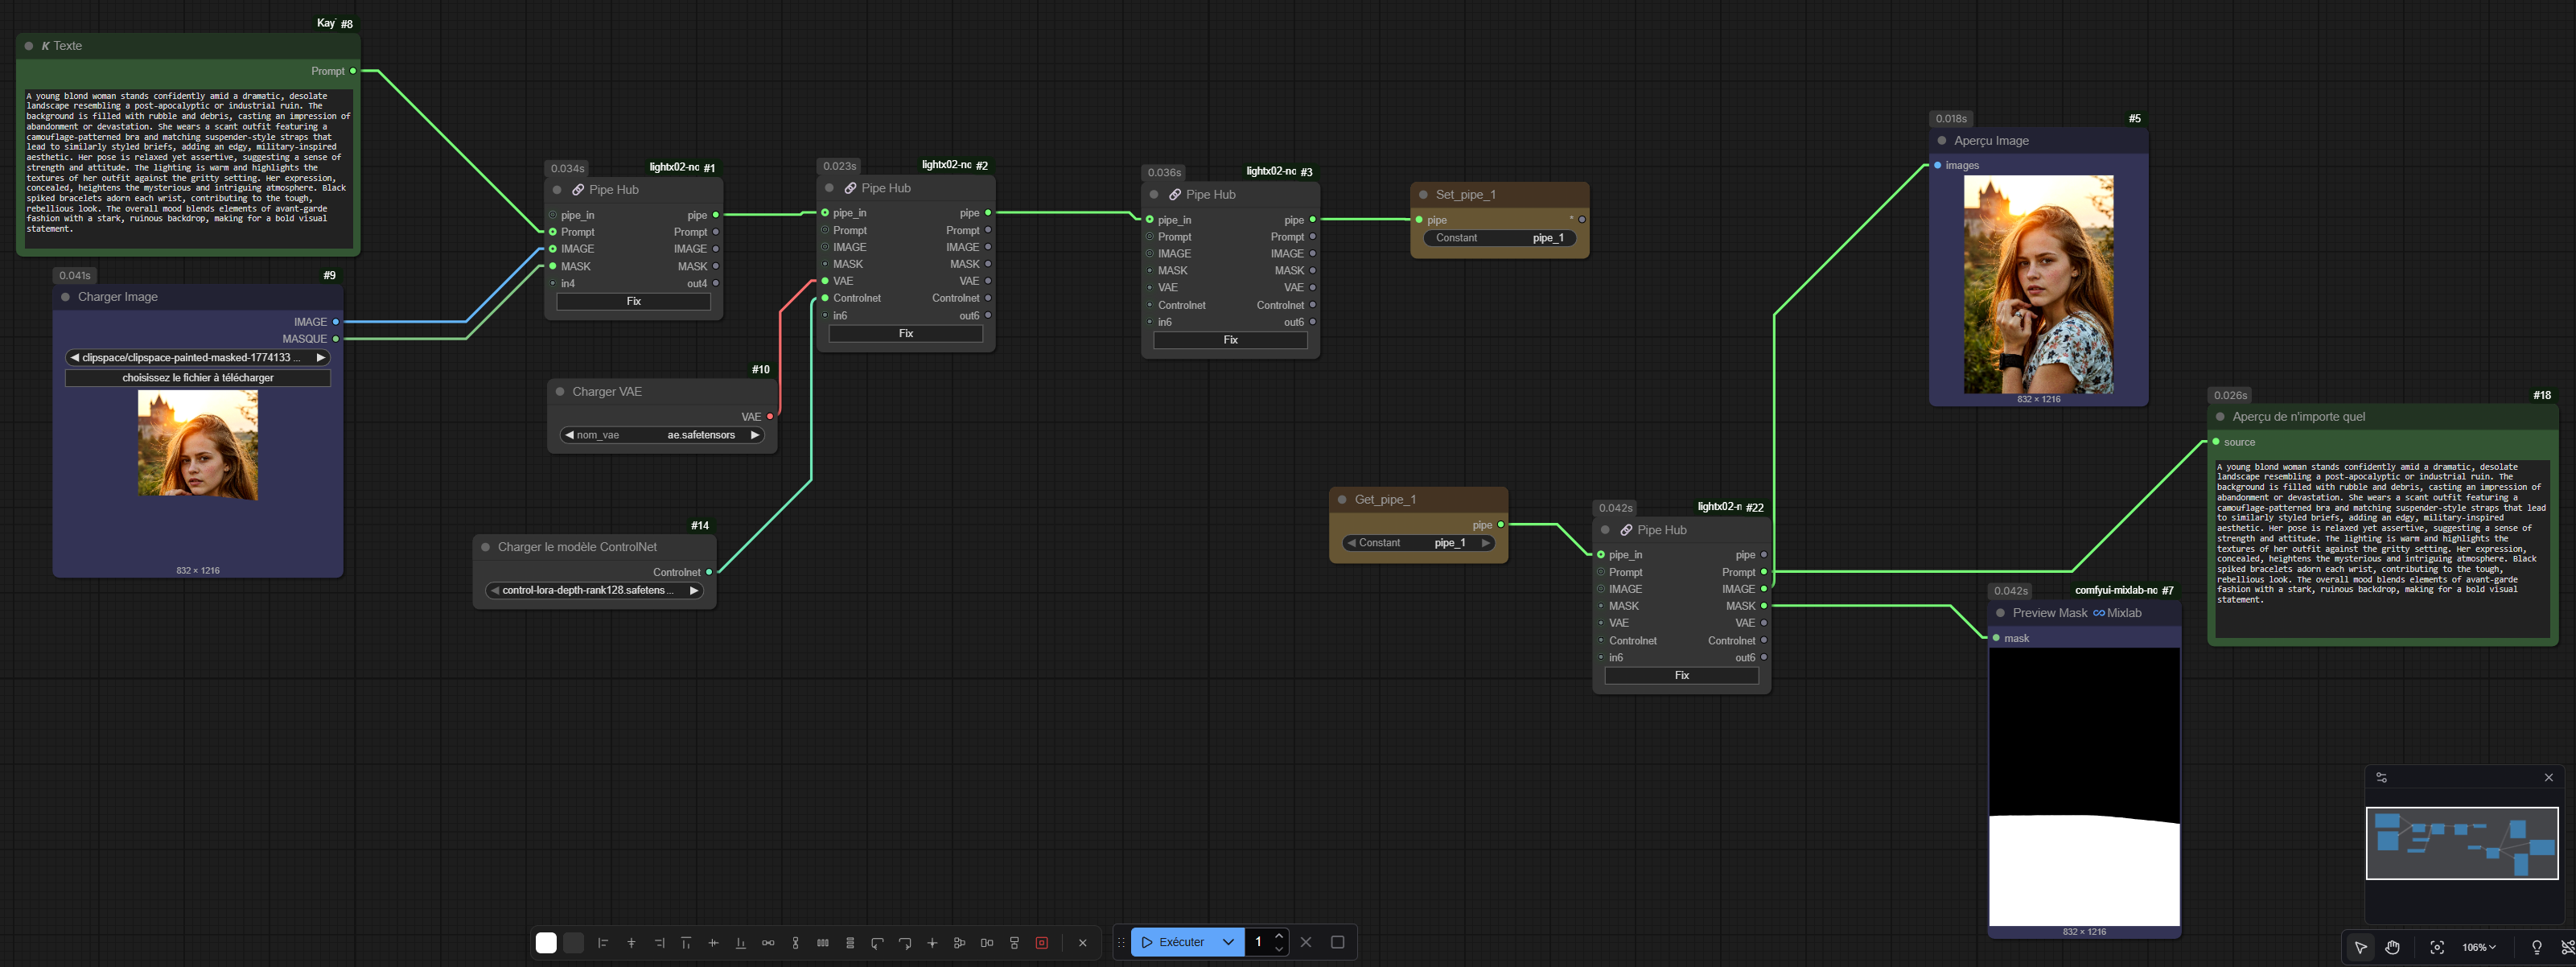 Kay #8
K Texte
Prompt
A young blond woman stands confidently amid a dramatic, desolate
landscape resembling a post-apocalyptic or industrial ruin. The
background is filled with rubble and debris, casting an impression of
abandonment or devastation. She wears a scant outfit featuring a
camouflage-patterned bra and matching suspender-style straps that
lead to similarly styled briefs, adding an edgy, military-inspired
aesthetic. Her pose is relaxed yet assertive, suggesting a sense of
strength and attitude. The lighting is warm and highlights the
textures of her outfit against the gritty setting. Her expression,
concealed, heightens the mysterious and intriguing atmosphere. Black
spiked bracelets adorn each wrist, contributing to the tough,
rebellious look. The overall mood blends elements of avant-garde
fashion with a stark, ruinous backdrop, making for a bold visual
statement.
0.041s #9
Charger Image
IMAGE
MASQUE
clipspace/clipspace-painted-masked-1774133 ...
choisissez le fichier à télécharger
832 × 1216
0.034s lightx02-nc #1
Pipe Hub
pipe_in pipe
Prompt Prompt
IMAGE IMAGE
MASK MASK
in4 out4
Fix
0.023s lightx02-nc #2
Pipe Hub
pipe_in pipe
Prompt Prompt
IMAGE IMAGE
MASK MASK
VAE VAE
Controlnet Controlnet
in6 out6
Fix
#10
Charger VAE
VAE
nom_vae ae.safetensors
#14
Charger le modèle ControlNet
Controlnet
control-lora-depth-rank128.safetens ...
0.036s lightx02-nc #3
Pipe Hub
pipe_in pipe
Prompt Prompt
IMAGE IMAGE
MASK MASK
VAE VAE
Controlnet Controlnet
in6 out6
Fix
Set_pipe_1
pipe *
Constant pipe_1
Get_pipe_1
pipe
Constant pipe_1
0.042s lightx02-n #22
Pipe Hub
pipe_in pipe
Prompt Prompt
IMAGE IMAGE
MASK MASK
VAE VAE
Controlnet Controlnet
in6 out6
Fix
0.018s #5
Aperçu Image
images
832 × 1216
0.026s #18
Aperçu de n'importe quel
source
A young blond woman stands confidently amid a dramatic, desolate
landscape resembling a post-apocalyptic or industrial ruin. The
background is filled with rubble and debris, casting an impression of
abandonment or devastation. She wears a scant outfit featuring a
camouflage-patterned bra and matching suspender-style straps that lead
to similarly styled briefs, adding an edgy, military-inspired
aesthetic. Her pose is relaxed yet assertive, suggesting a sense of
strength and attitude. The lighting is warm and highlights the
textures of her outfit against the gritty setting. Her expression,
concealed, heightens the mysterious and intriguing atmosphere. Black
spiked bracelets adorn each wrist, contributing to the tough,
rebellious look. The overall mood blends elements of avant-garde
fashion with a stark, ruinous backdrop, making for a bold visual
statement.
0.042s comfyui-mixlab-nc #7
Preview Mask Mixlab
mask
832 × 1216
Exécuter 1
106%